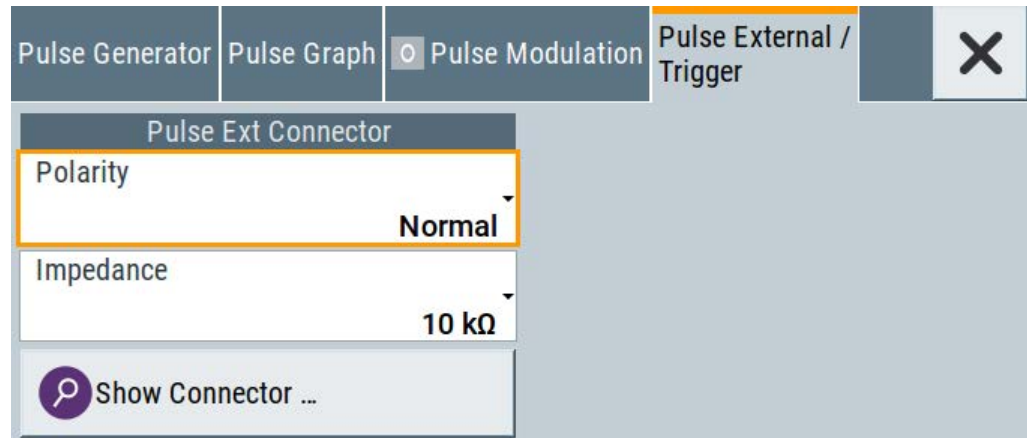 Pulse Generator
Pulse Graph
O Pulse Modulation
Pulse External /
Trigger
Pulse Ext Connector
Polarity
Normal
Impedance
10 kΩ
Show Connector ...